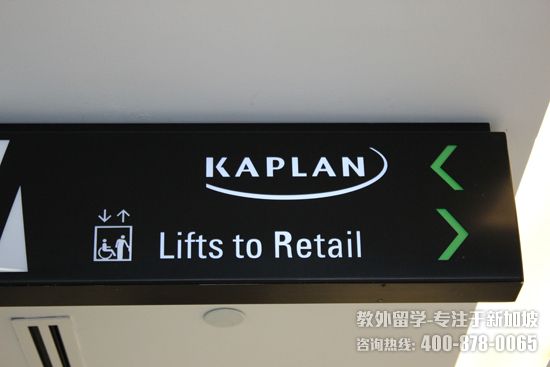 KAPLAN
Lifts to Retail
教外留学-专注于新加坡
咨询热线: 400-878-0065